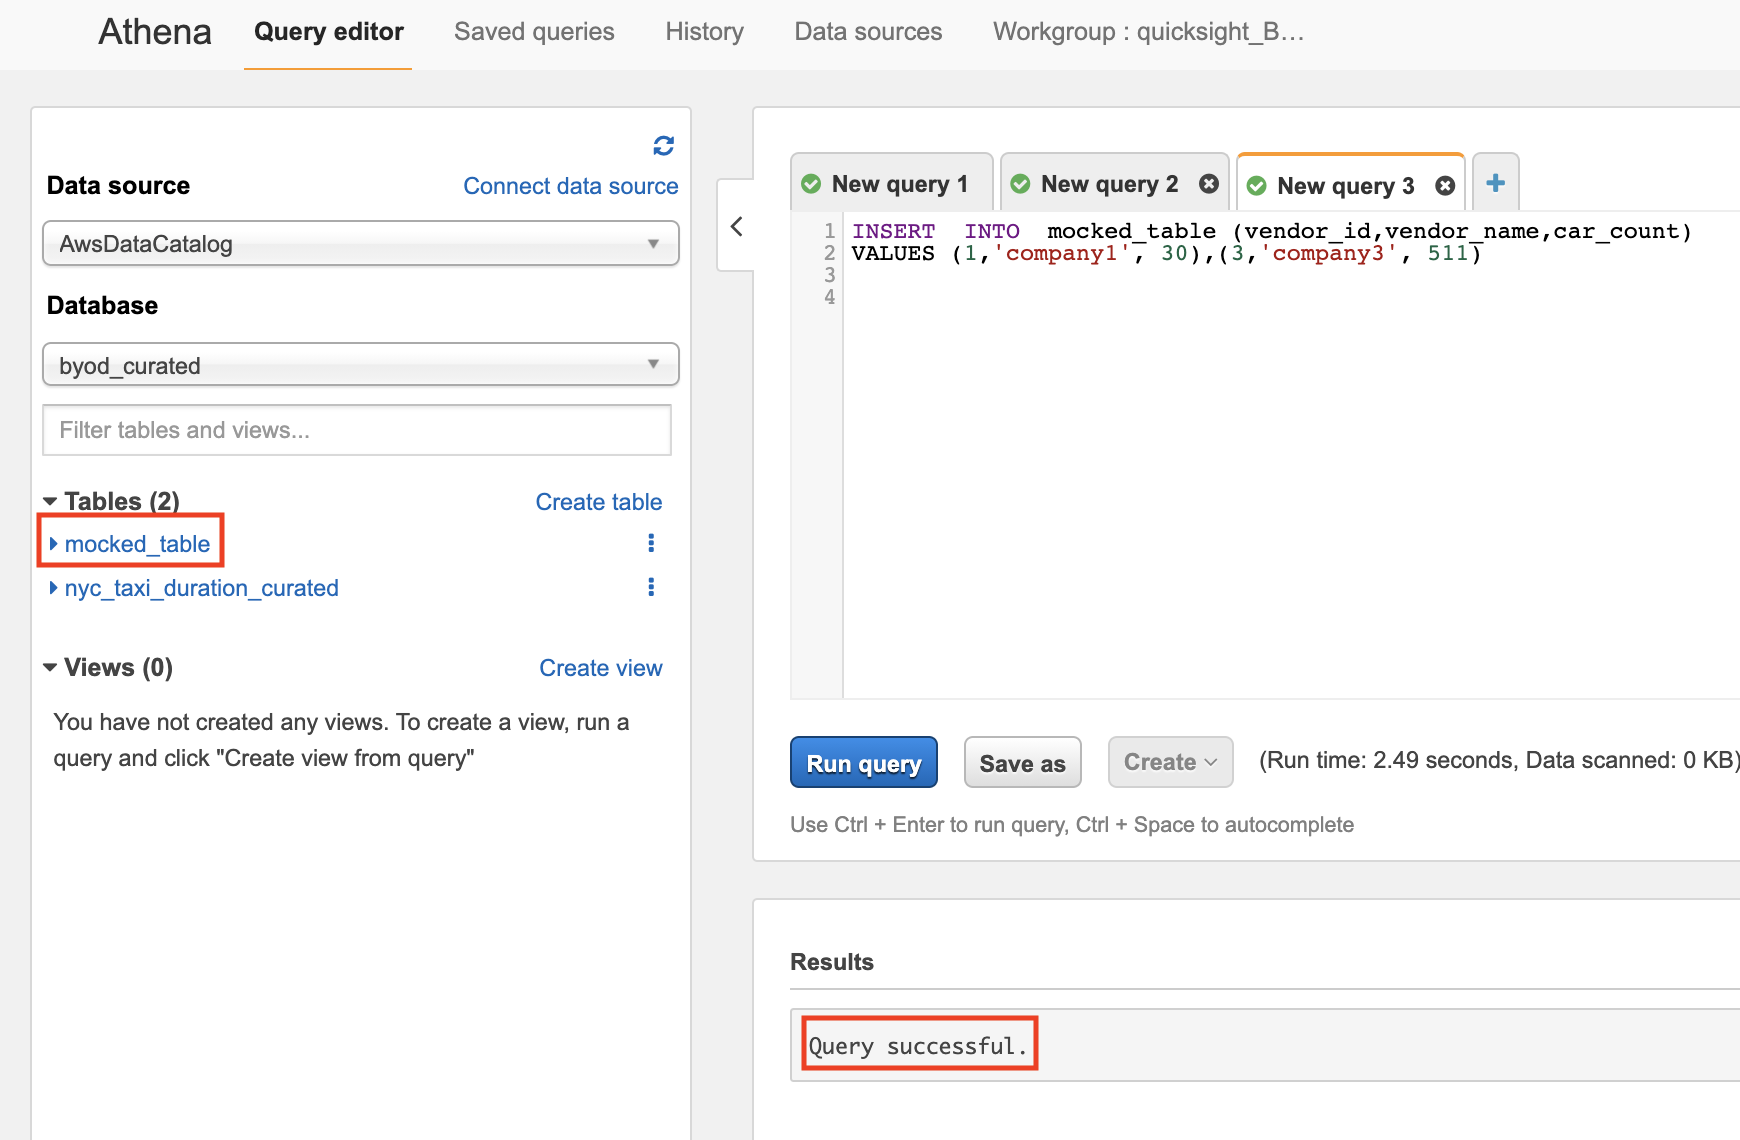 Athena Query editor Saved queries History Data sources Workgroup : quicksight_B...
Data source Connect data source
AwsDataCatalog
Database
byod_curated
Filter tables and views...
Tables (2) Create table
mocked_table
nyc_taxi_duration_curated
Views (0) Create view
You have not created any views. To create a view, run a
query and click "Create view from query"
New query 1 New query 2 New query 3 +
1 INSERT  INTO  mocked_table (vendor_id,vendor_name,car_count)
2 VALUES (1,'company1', 30),(3,'company3', 511)
3
4
Run query Save as Create (Run time: 2.49 seconds, Data scanned: 0 KB)
Use Ctrl + Enter to run query, Ctrl + Space to autocomplete
Results
Query successful.